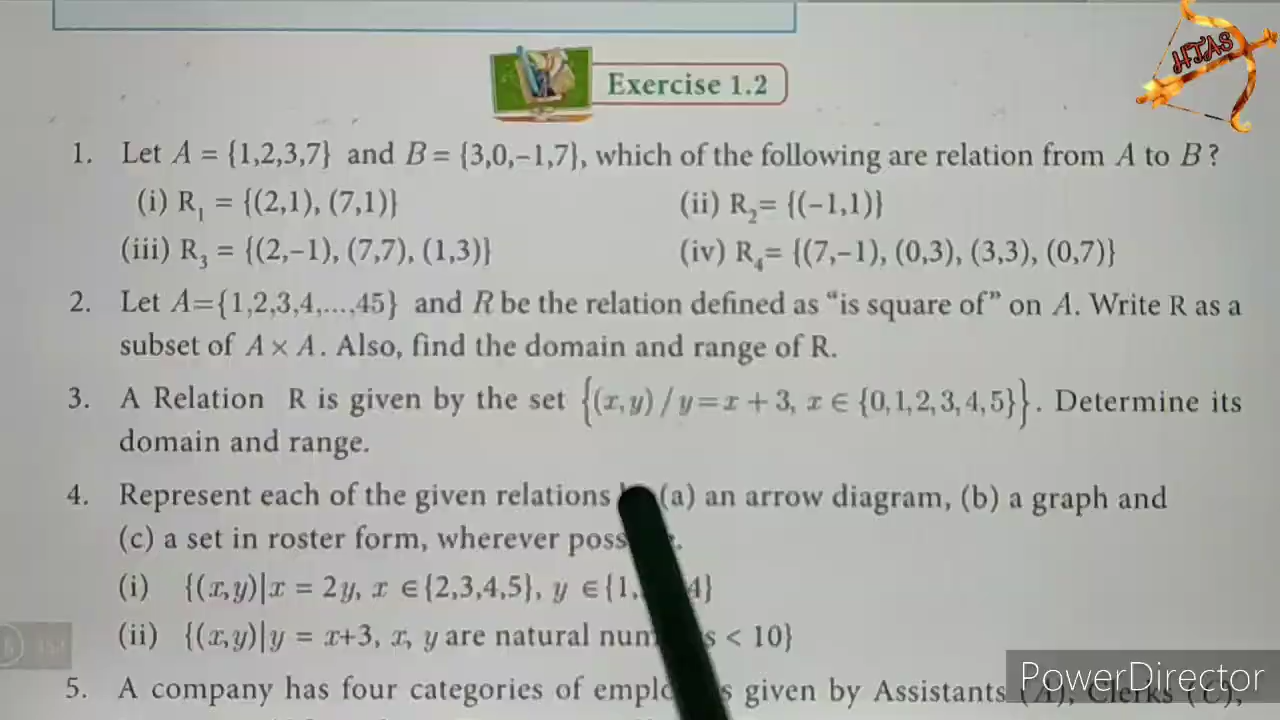 HTAS
Exercise 1.2
1. Let A = {1,2,3,7} and B = {3,0,−1,7}, which of the following are relation from A to B ?
(i) R₁ = {(2,1), (7,1)} (ii) R₂= {(−1,1)}
(iii) R₃ = {(2,−1), (7,7), (1,3)} (iv) R₄= {(7,−1), (0,3), (3,3), (0,7)}
2. Let A={1,2,3,4,...,45} and R be the relation defined as “is square of” on A. Write R as a
subset of A × A. Also, find the domain and range of R.
3. A Relation R is given by the set {(x,y) / y=x + 3, x ∈ {0,1,2,3,4,5}}. Determine its
domain and range.
4. Represent each of the given relations (a) an arrow diagram, (b) a graph and
(c) a set in roster form, wherever
(i) {(x,y)|x = 2y, x ∈{2,3,4,5}, y ∈{1, 4}
(ii) {(x,y)|y = x+3, x, y are natural < 10}
5. A company has four categories of given by Assistants (A), Clerks (C),
PowerDirector